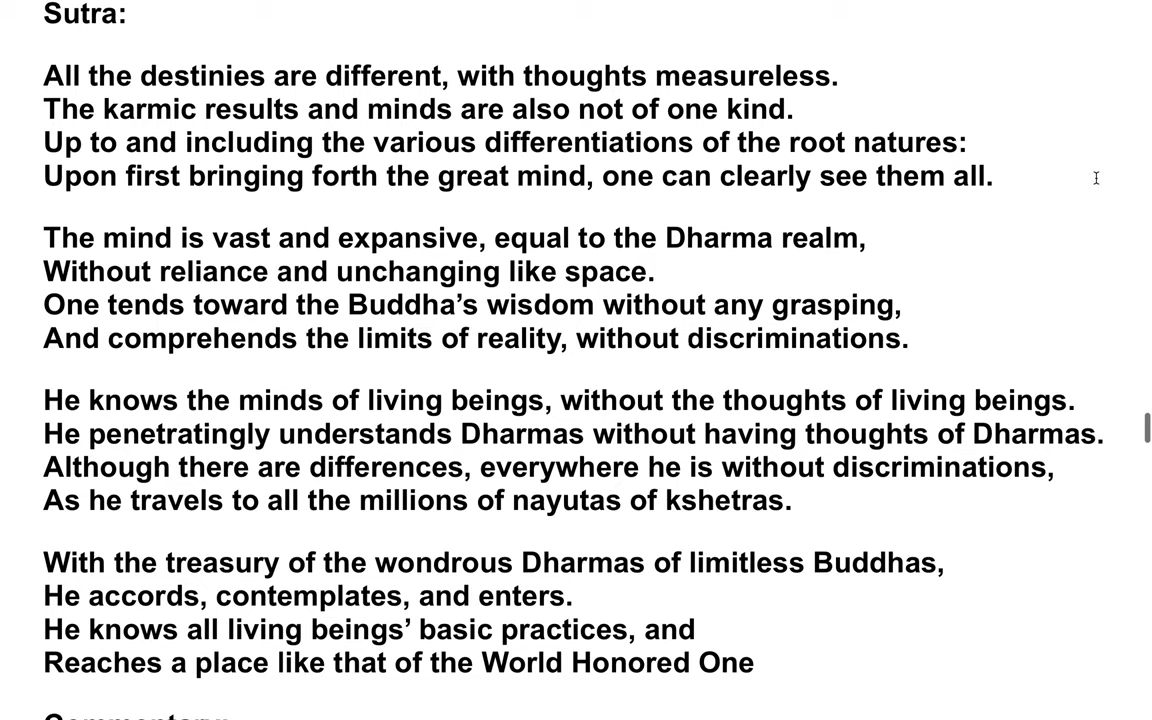 Sutra:
All the destinies are different, with thoughts measureless.
The karmic results and minds are also not of one kind.
Up to and including the various differentiations of the root natures:
Upon first bringing forth the great mind, one can clearly see them all.
The mind is vast and expansive, equal to the Dharma realm,
Without reliance and unchanging like space.
One tends toward the Buddha’s wisdom without any grasping,
And comprehends the limits of reality, without discriminations.
He knows the minds of living beings, without the thoughts of living beings.
He penetratingly understands Dharmas without having thoughts of Dharmas.
Although there are differences, everywhere he is without discriminations,
As he travels to all the millions of nayutas of kshetras.
With the treasury of the wondrous Dharmas of limitless Buddhas,
He accords, contemplates, and enters.
He knows all living beings’ basic practices, and
Reaches a place like that of the World Honored One